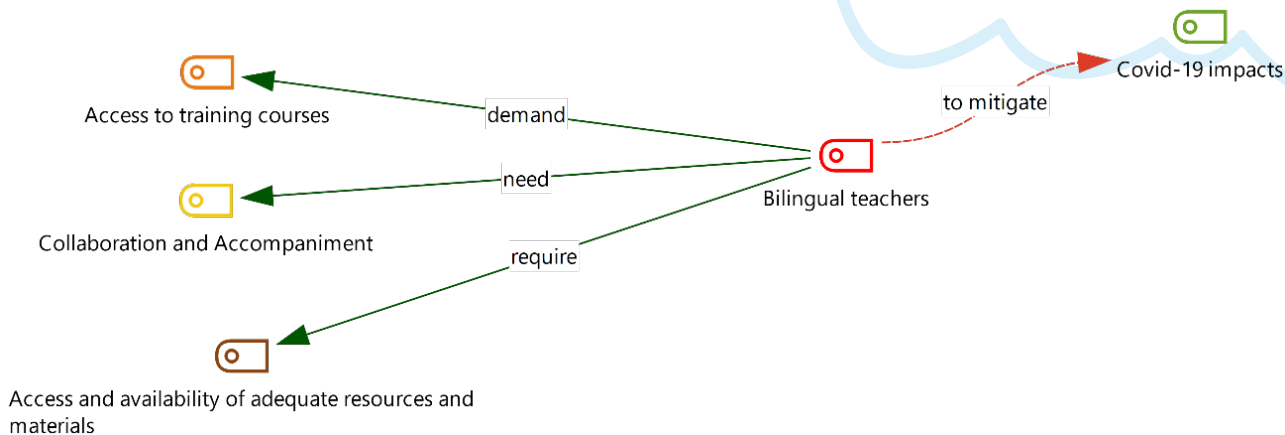 Covid-19 impacts
Access to training courses
demand
to mitigate
need
Bilingual teachers
Collaboration and Accompaniment
require
Access and availability of adequate resources and
materials